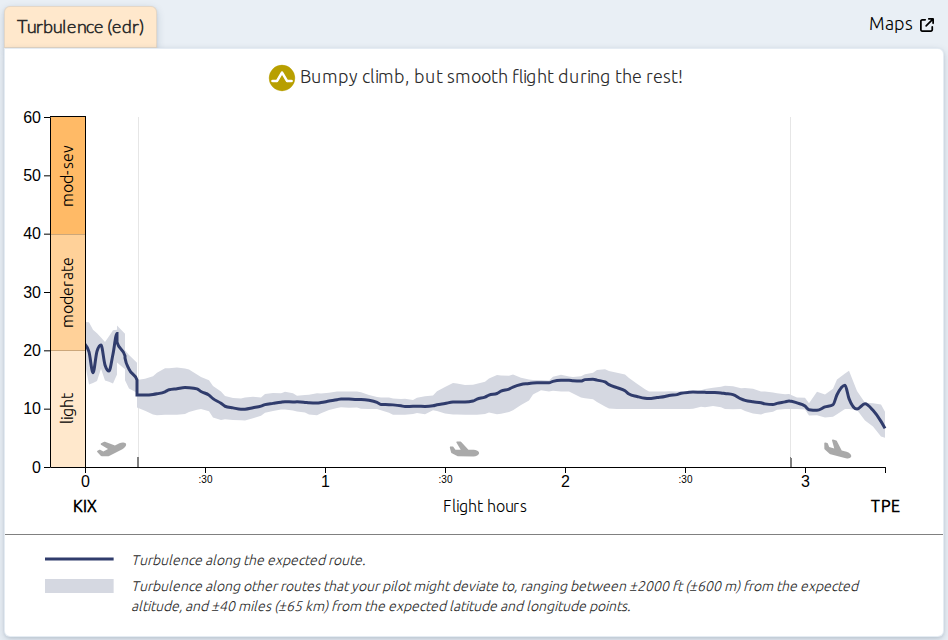 Turbulence (edr)
Maps
Bumpy climb, but smooth flight during the rest!
60
50
40
30
20
10
0
mod-sev
moderate
light
0 :30 1 :30 2 :30 3
KIX Flight hours TPE
Turbulence along the expected route.
Turbulence along other routes that your pilot might deviate to, ranging between ±2000 ft (±600 m) from the expected
altitude, and ±40 miles (±65 km) from the expected latitude and longitude points.